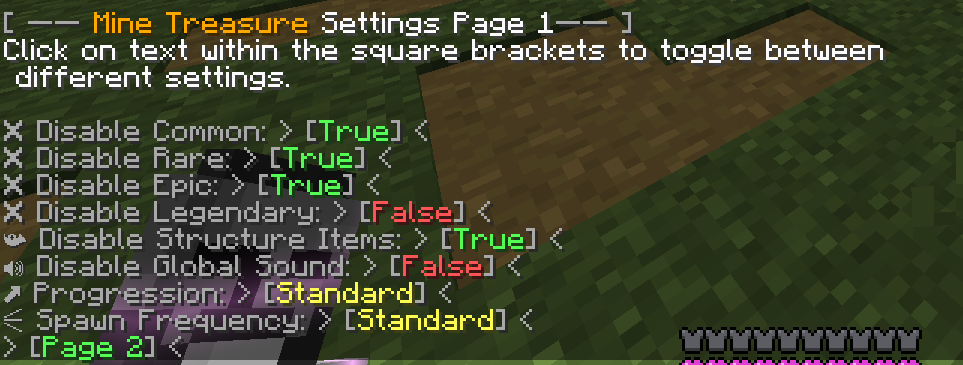 [ —— Mine Treasure Settings Page 1—— ]
Click on text within the square brackets to toggle between
different settings.
Disable Common: > [True] <
Disable Rare: > [True] <
Disable Epic: > [True] <
Disable Legendary: > [False] <
Disable Structure Items: > [True] <
Disable Global Sound: > [False] <
Progression: > [Standard] <
Spawn Frequency: > [Standard] <
> [Page 2] <